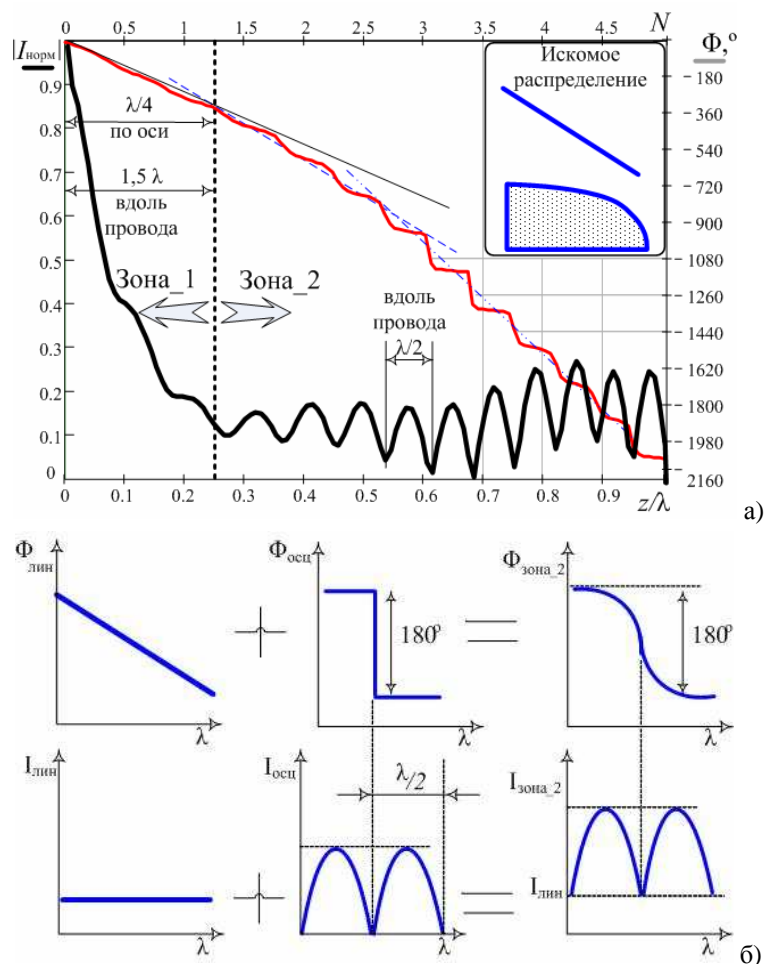 0 0.5 1 1.5 2 2.5 3 3.5 4 4.5 N
|Iнорм
Φ,º
Искомое
распределение
λ/4
по оси
1,5 λ
вдоль
провода
Зона_1
Зона_2
вдоль
провода
λ/2
0.9
0.8
0.7
0.6
0.5
0.4
0.3
0.2
0.1
0
− 180
− 360
− 540
− 720
− 900
1080
1260
− 1440
− 1620
− 1800
1980
2160
0 0.1 0.2 0.3 0.4 0.5 0.6 0.7 0.8 0.9
z/λ
а)
Φлин
λ
Φосц
180º
λ
Φзона_2
180º
λ
Iлин
λ
Iосц
λ/2
λ
Iзона_2
Iлин
λ
б)